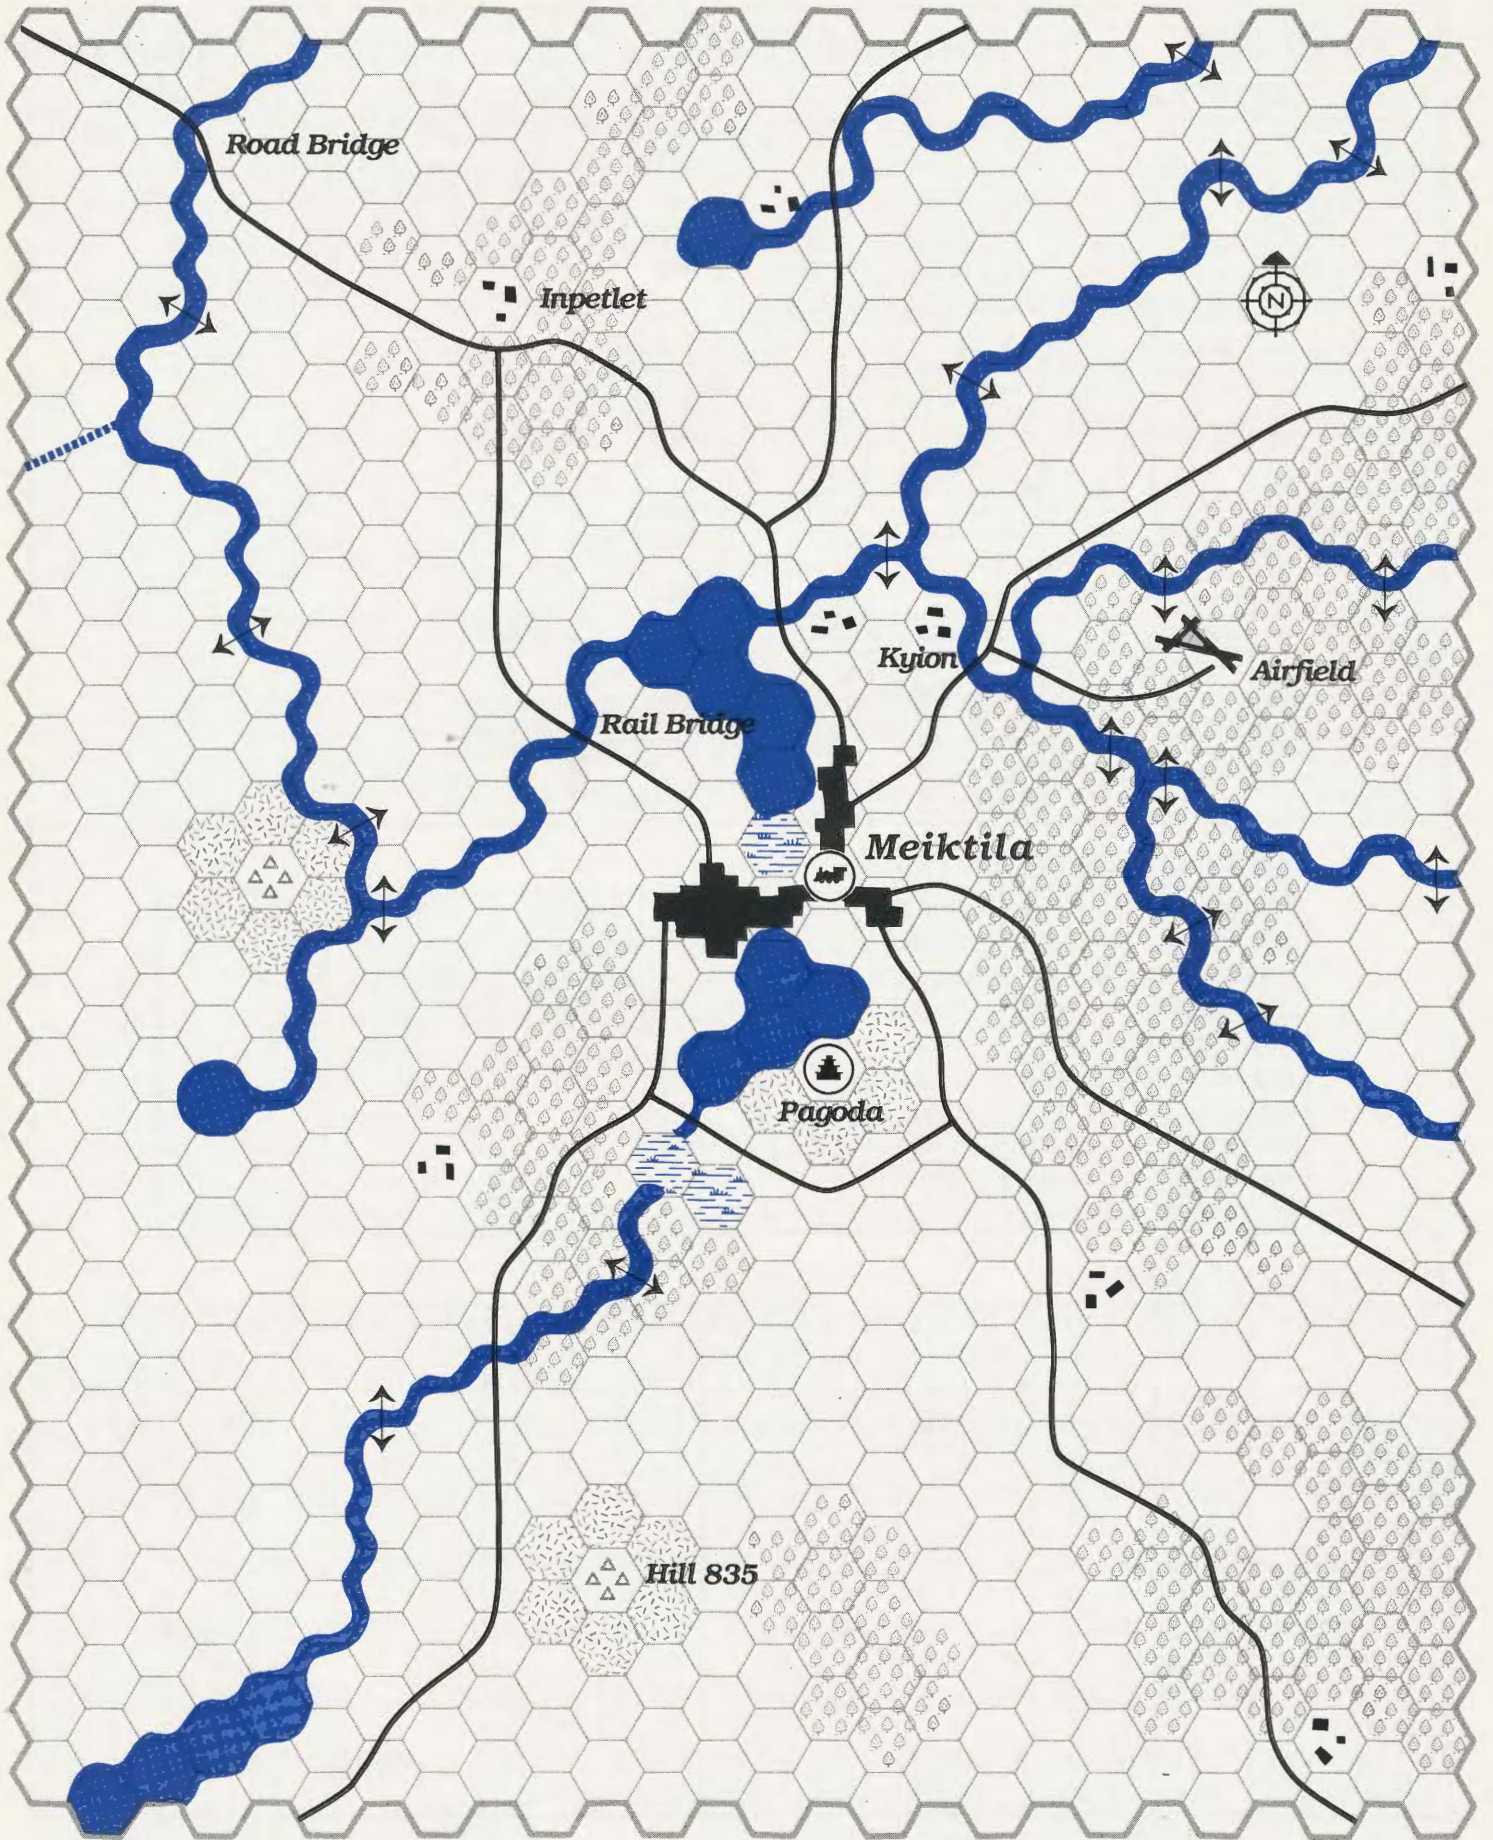 Road Bridge
N
Inpetlet
Kyion
Airfield
Rail Bridge
Meiktila
Pagoda
Hill 835